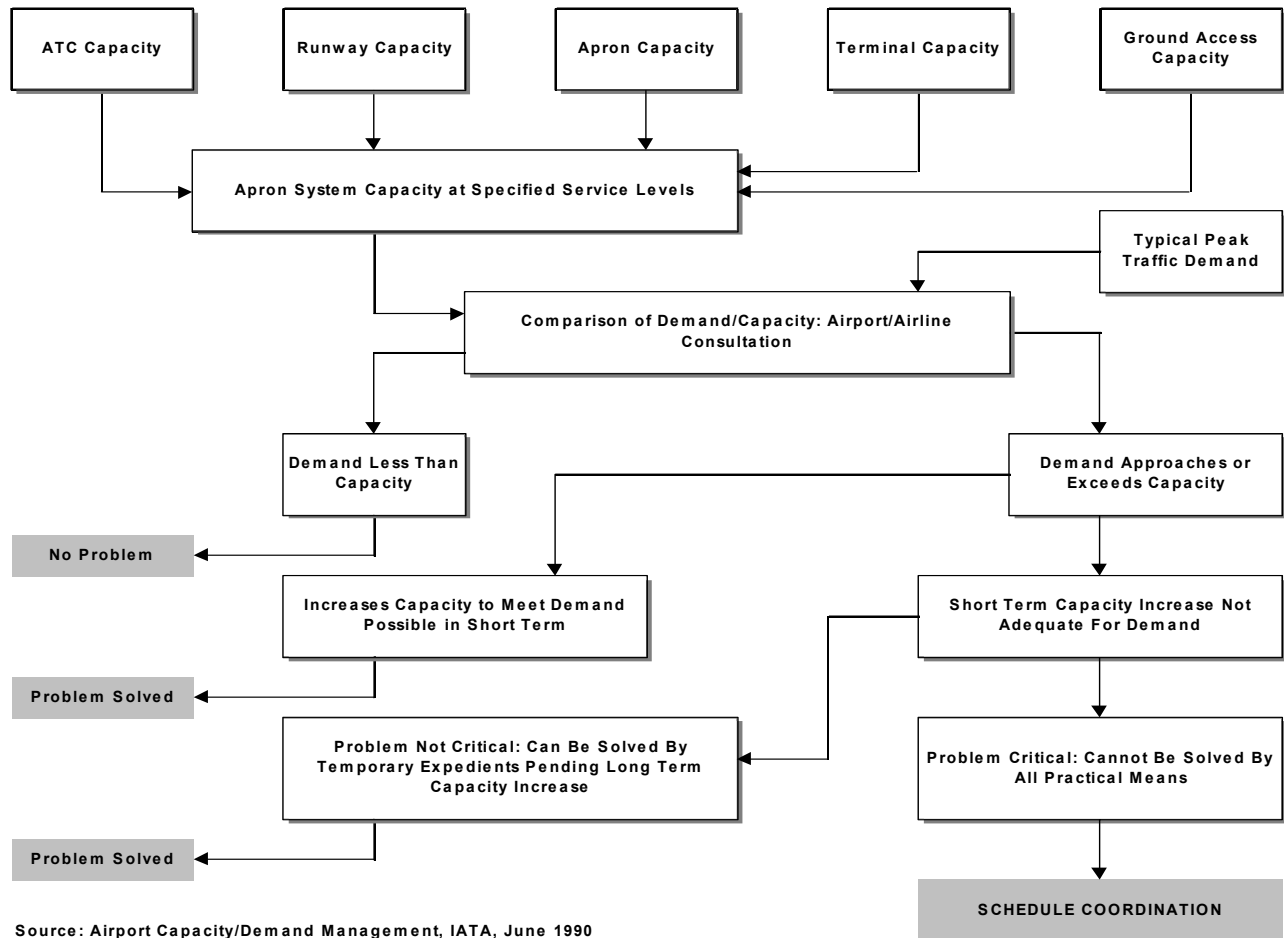 ATC Capacity
Runway Capacity
Apron Capacity
Terminal Capacity
Ground Access
Capacity
Apron System Capacity at Specified Service Levels
Typical Peak
Traffic Demand
Comparison of Demand/Capacity: Airport/Airline
Consultation
Demand Less Than
Capacity
Demand Approaches or
Exceeds Capacity
No Problem
Increases Capacity to Meet Demand
Possible in Short Term
Short Term Capacity Increase Not
Adequate For Demand
Problem Solved
Problem Not Critical: Can Be Solved By
Temporary Expedients Pending Long Term
Capacity Increase
Problem Critical: Cannot Be Solved By
All Practical Means
Problem Solved
SCHEDULE COORDINATION
Source: Airport Capacity/Demand Management, IATA, June 1990